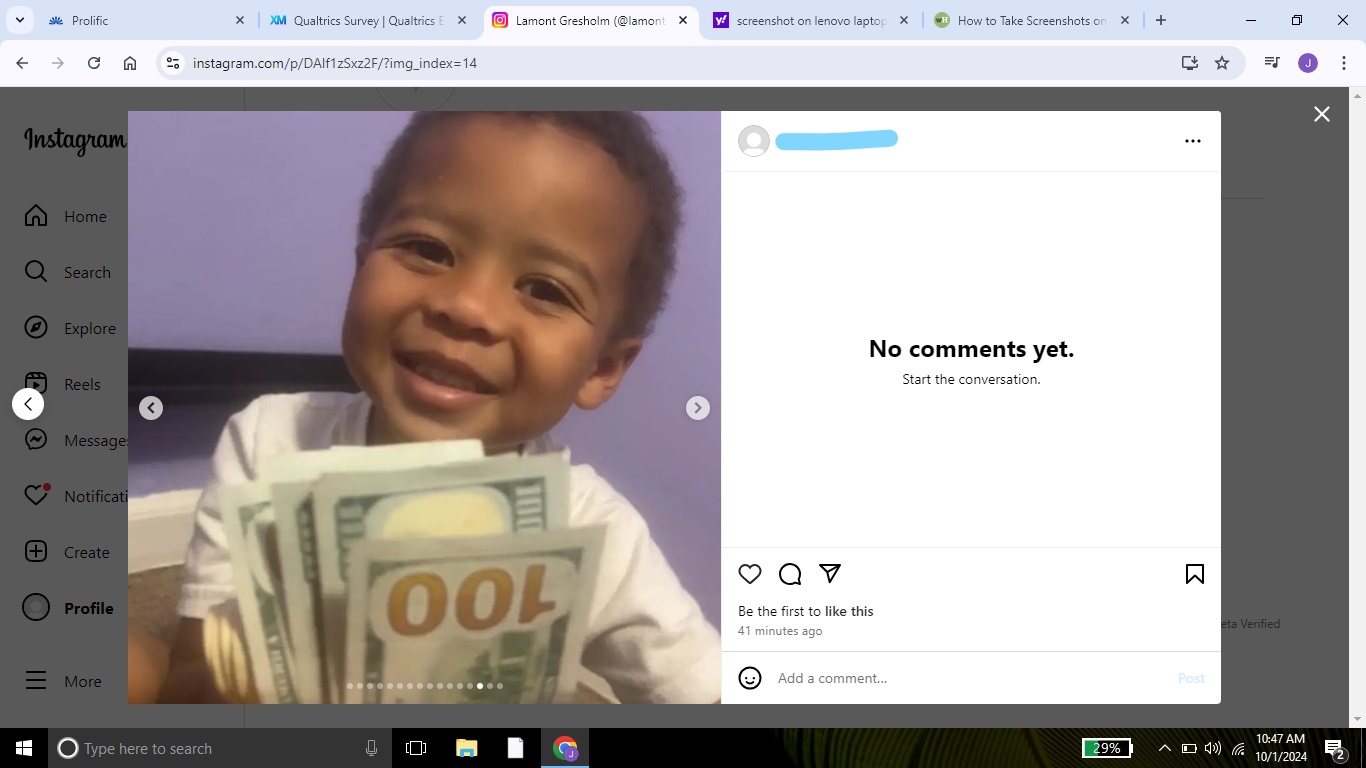 Prolific
Qualtrics Survey | Qualtrics E
Lamont Gresholm (@lamont
screenshot on lenovo laptop
How to Take Screenshots on
instagram.com/p/DAlf1zSxz2F/?img_index=14
J
Instagram
Home
Search
Explore
Reels
Messages
Notificati
Create
Profile
More
100
100
No comments yet.
Start the conversation.
Be the first to like this
41 minutes ago
Add a comment...
Post
eta Verified
Type here to search
29%
10:47 AM
10/1/2024
2